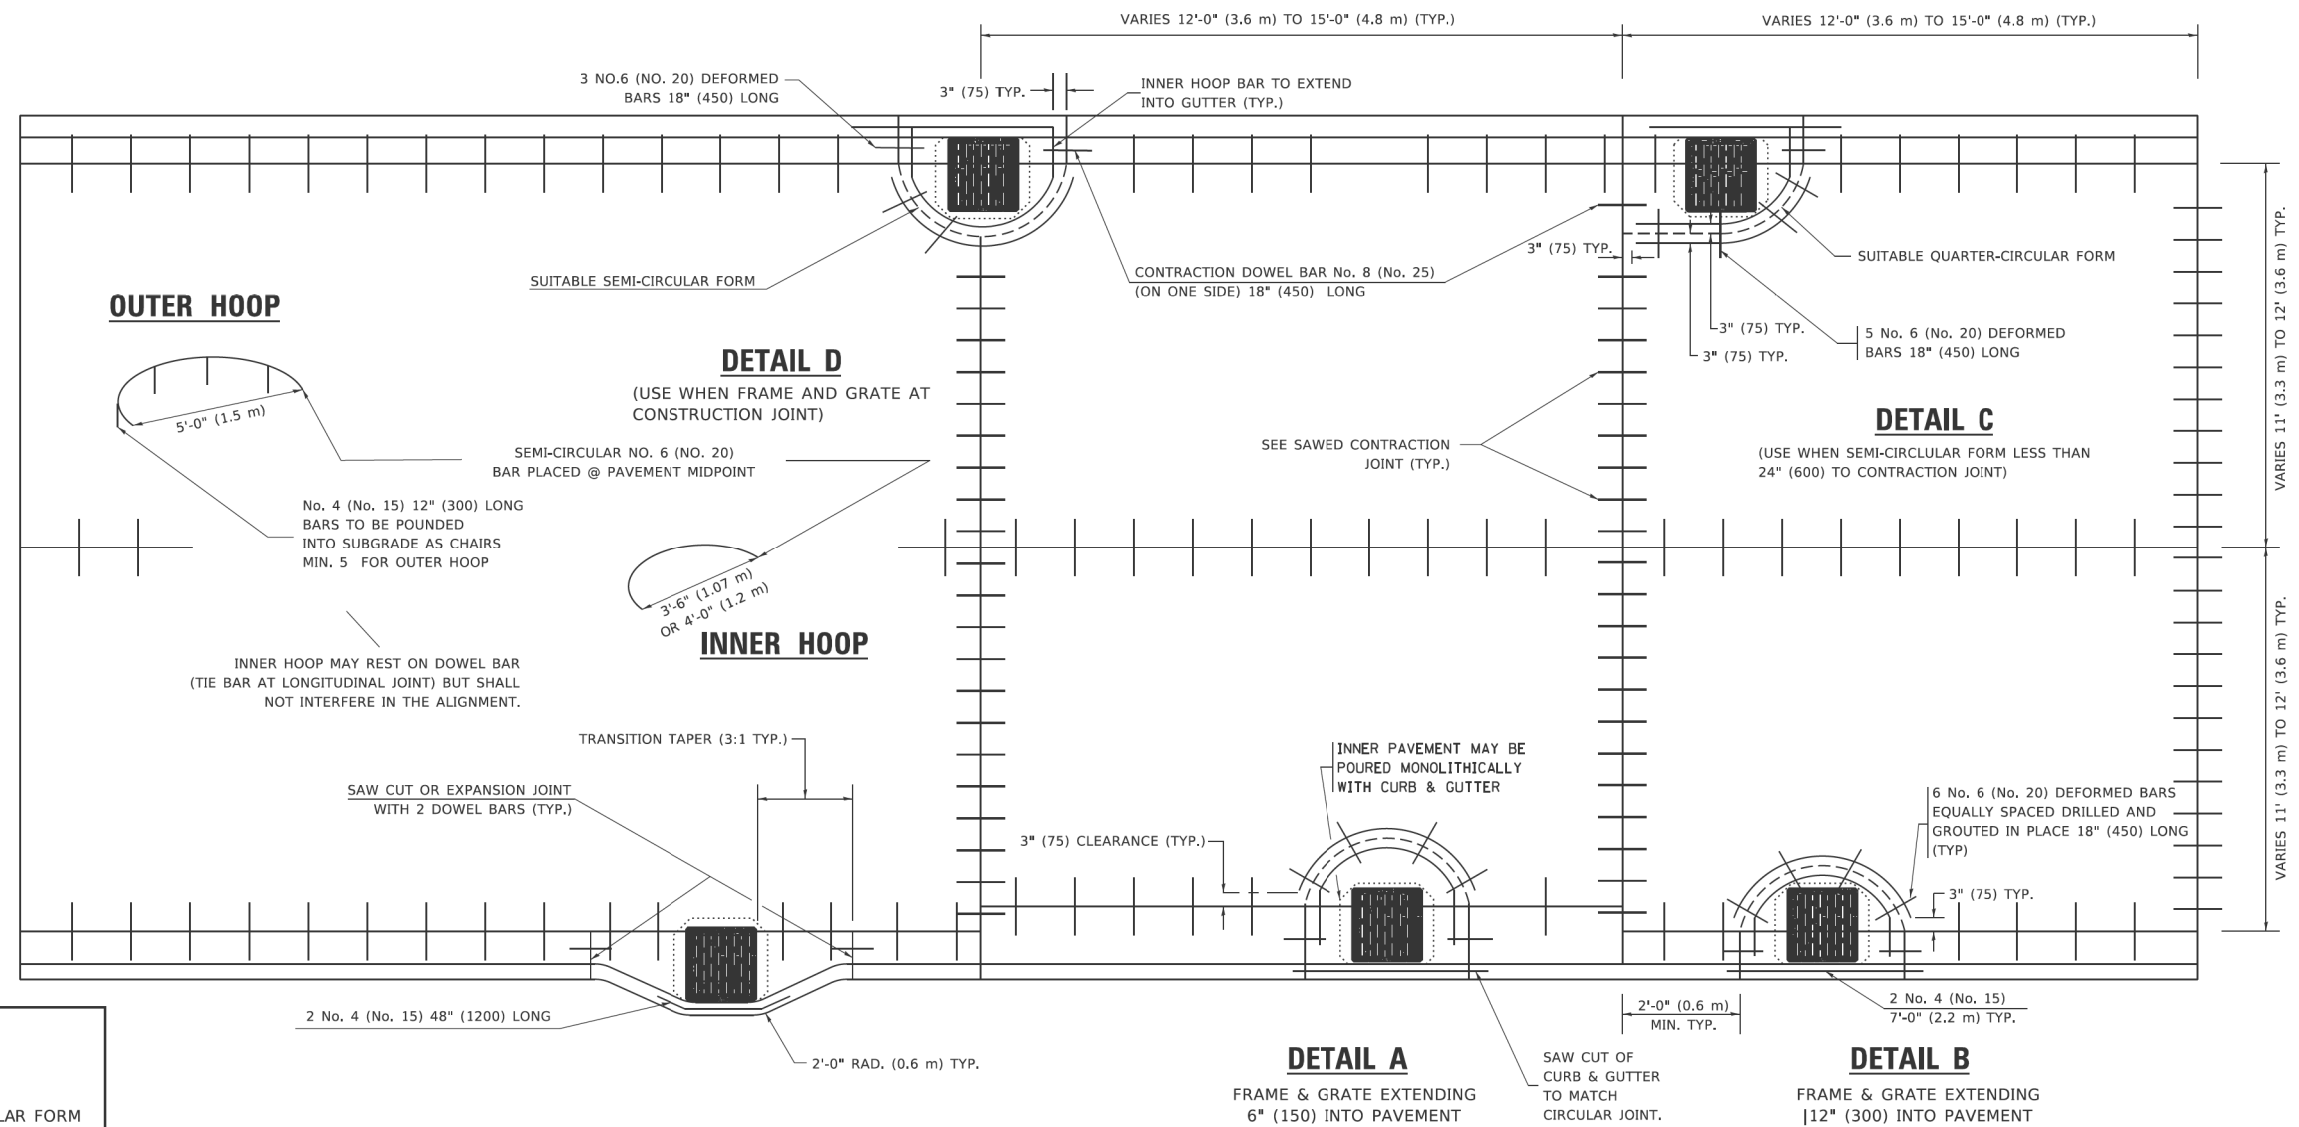 VARIES 12'-0" (3.6 m) TO 15'-0" (4.8 m) (TYP.)
VARIES 12'-0" (3.6 m) TO 15'-0" (4.8 m) (TYP.)
3 NO.6 (NO. 20) DEFORMED
BARS 18" (450) LONG
3" (75) TYP.
INNER HOOP BAR TO EXTEND
INTO GUTTER (TYP.)
SUITABLE SEMI-CIRCULAR FORM
CONTRACTION DOWEL BAR No. 8 (No. 25)
(ON ONE SIDE) 18" (450) LONG
3" (75) TYP.
SUITABLE QUARTER-CIRCULAR FORM
3" (75) TYP.
3" (75) TYP.
5 No. 6 (No. 20) DEFORMED
BARS 18" (450) LONG
VARIES 11' (3.3 m) TO 12' (3.6 m) TYP.
OUTER HOOP
5'-0" (1.5 m)
DETAIL D
(USE WHEN FRAME AND GRATE AT
CONSTRUCTION JOINT)
SEMI-CIRCULAR NO. 6 (NO. 20)
BAR PLACED @ PAVEMENT MIDPOINT
SEE SAWED CONTRACTION
JOINT (TYP.)
DETAIL C
(USE WHEN SEMI-CIRCLULAR FORM LESS THAN
24" (600) TO CONTRACTION JOINT)
No. 4 (No. 15) 12" (300) LONG
BARS TO BE POUNDED
INTO SUBGRADE AS CHAIRS
MIN. 5 FOR OUTER HOOP
3'-6" (1.07 m)
OR 4'-0" (1.2 m)
INNER HOOP
INNER HOOP MAY REST ON DOWEL BAR
(TIE BAR AT LONGITUDINAL JOINT) BUT SHALL
NOT INTERFERE IN THE ALIGNMENT.
VARIES 11' (3.3 m) TO 12' (3.6 m) TYP.
TRANSITION TAPER (3:1 TYP.)
SAW CUT OR EXPANSION JOINT
WITH 2 DOWEL BARS (TYP.)
INNER PAVEMENT MAY BE
POURED MONOLITHICALLY
WITH CURB & GUTTER
3" (75) CLEARANCE (TYP.)
6 No. 6 (No. 20) DEFORMED BARS
EQUALLY SPACED DRILLED AND
GROUTED IN PLACE 18" (450) LONG
(TYP)
3" (75) TYP.
2 No. 4 (No. 15) 48" (1200) LONG
2'-0" RAD. (0.6 m) TYP.
2'-0" (0.6 m)
MIN. TYP.
2 No. 4 (No. 15)
7'-0" (2.2 m) TYP.
DETAIL A
FRAME & GRATE EXTENDING
6" (150) INTO PAVEMENT
SAW CUT OF
CURB & GUTTER
TO MATCH
CIRCULAR JOINT.
DETAIL B
FRAME & GRATE EXTENDING
12" (300) INTO PAVEMENT
LAR FORM